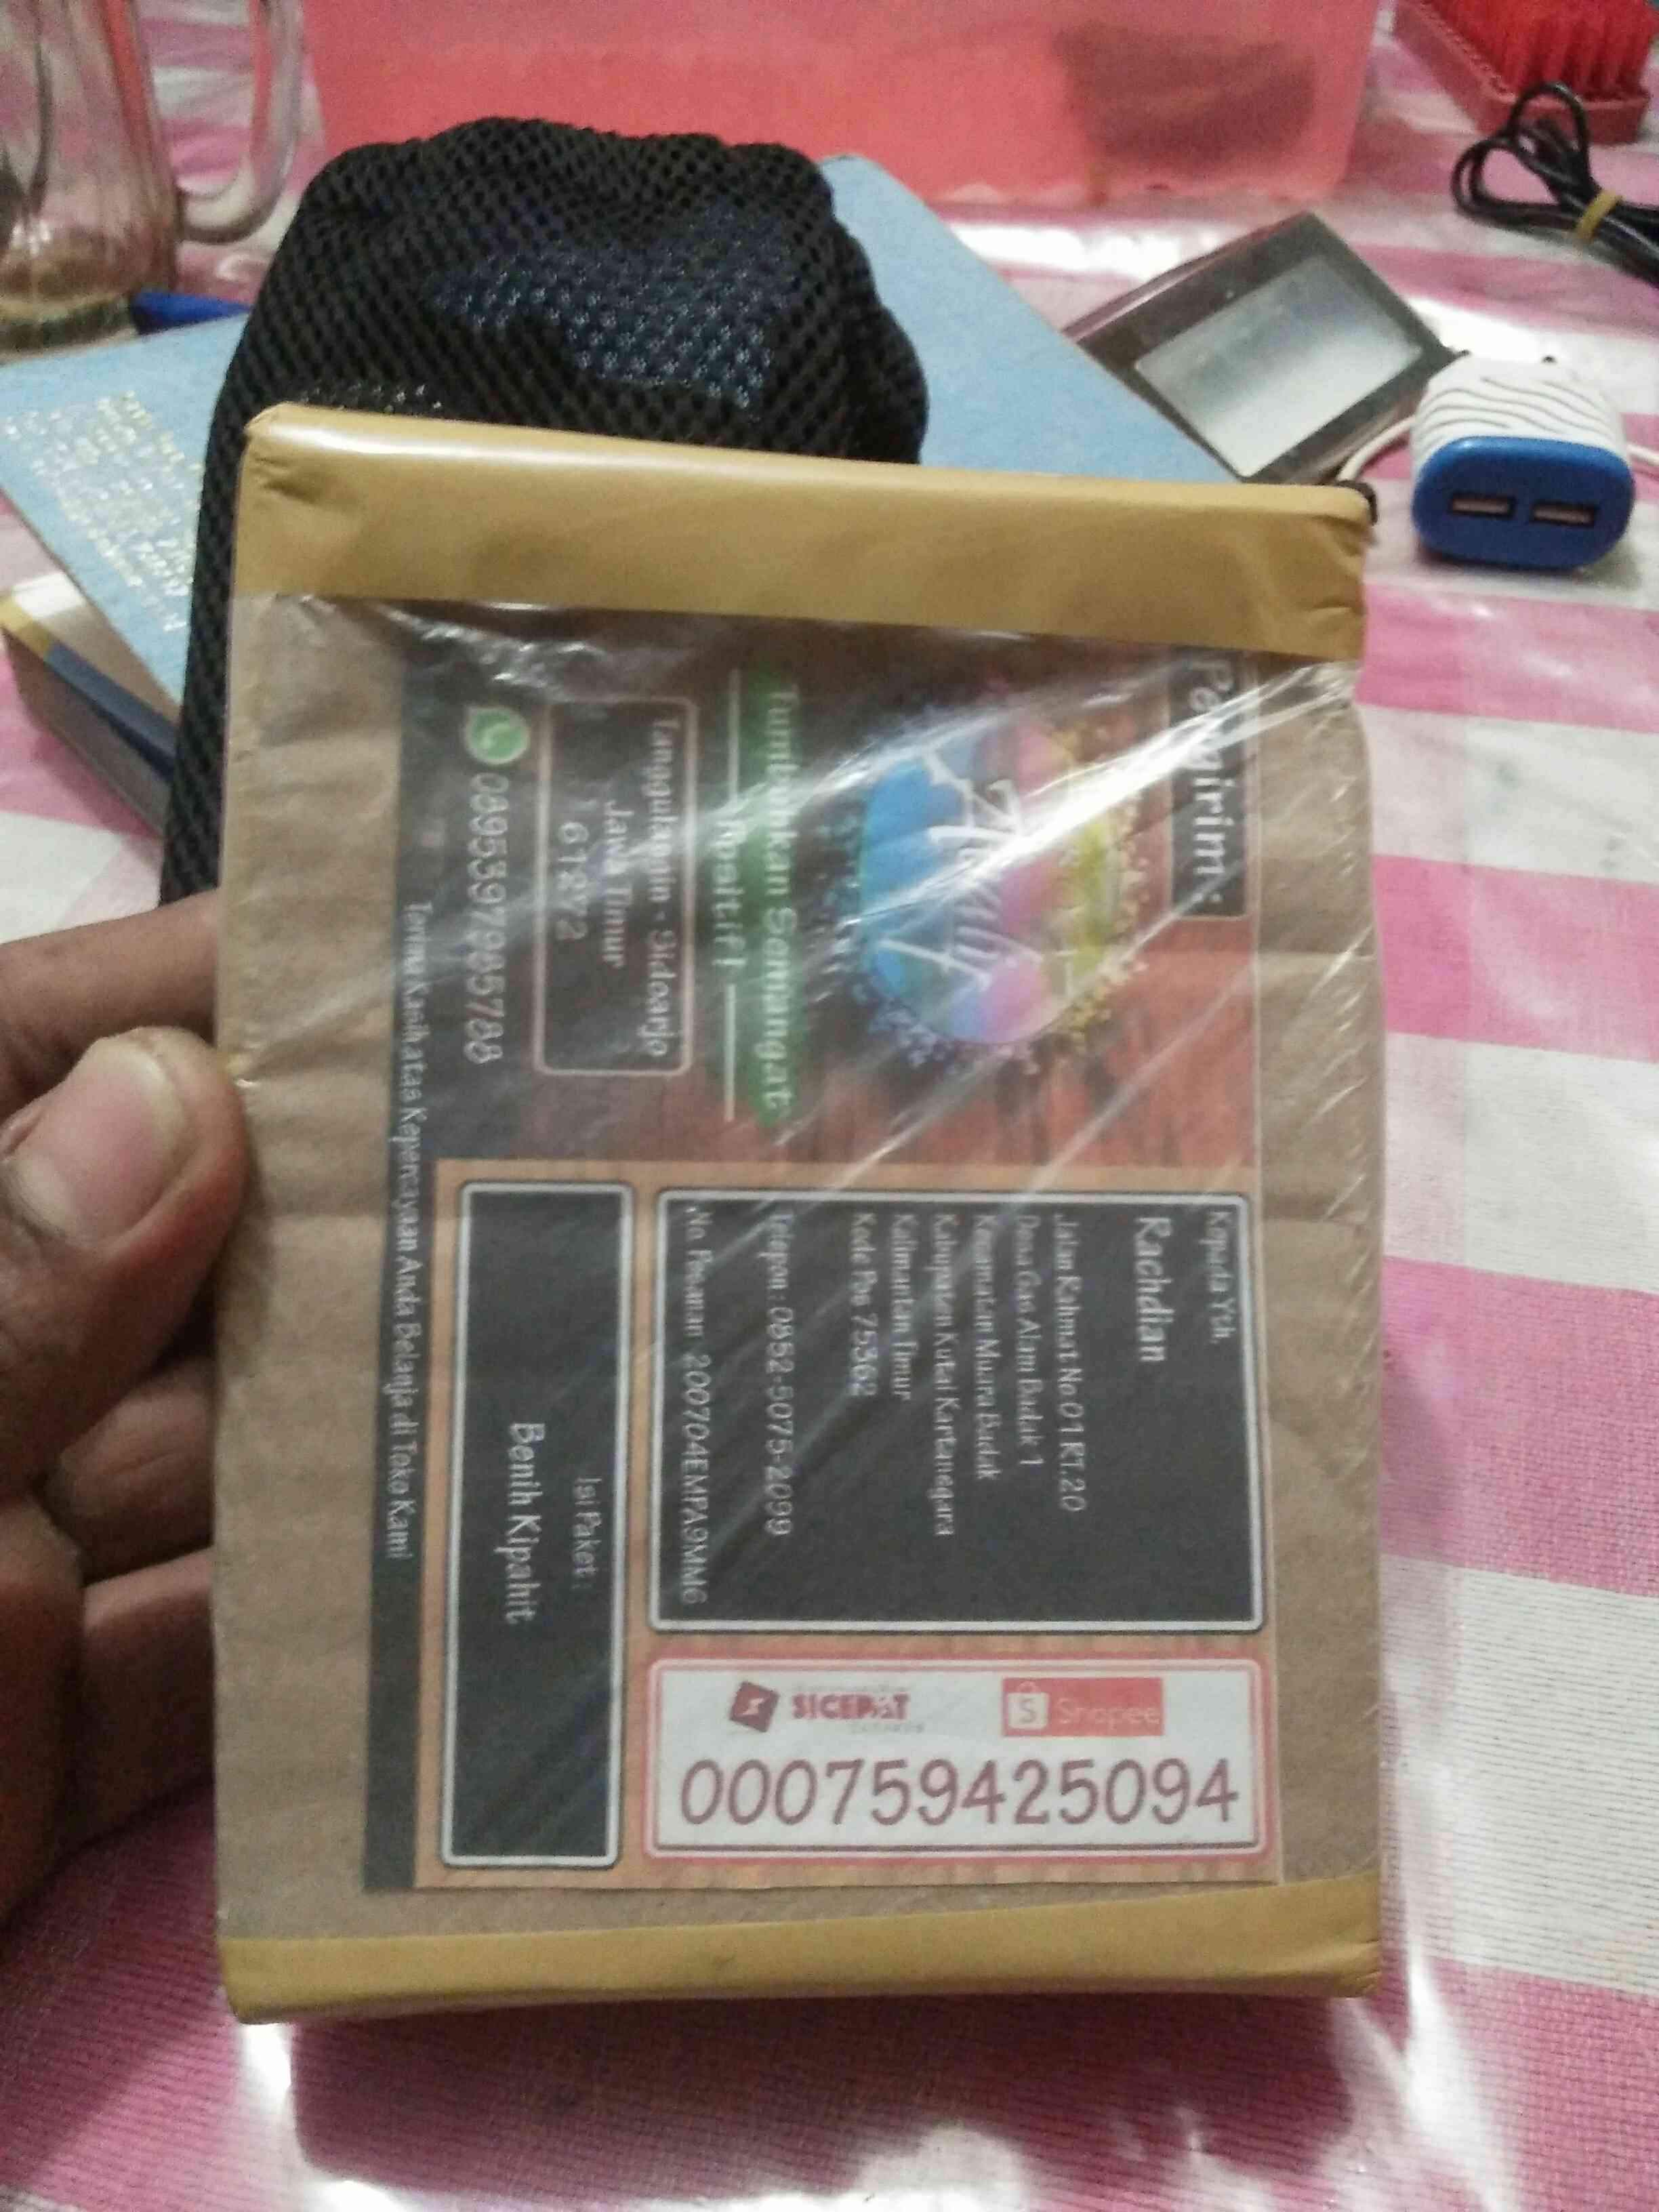 Pengirim :
Tumbuhkan Semangat
Positif!
Tanggulangin - Sidoarjo
Jawa Timur
61272
0895397985788
Kepada Yth.
Rachdian
Jalan Rahmat No.01 RT.20
Desa Gas Alam Badak 1
Kecamatan Muara Badak
Kabupaten Kutai Kartanegara
Kalimantan Timur
Kode Pos 75362
Telepon: 0852-5075-2099
No. Pesanan: 200704EMPA9MM6
Isi Paket :
Benih Kipahit
SICEPAT
Shopee
000759425094
Terima Kasih atas Kepercayaan Anda Belanja di Toko Kami